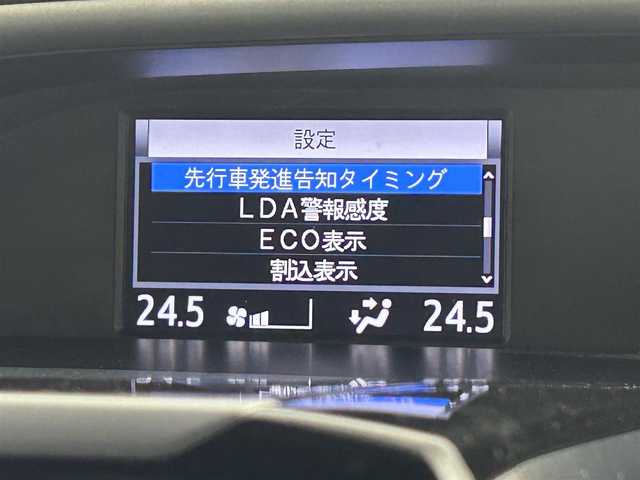 設定
先行車発進告知タイミング
LDA警報感度
ECO表示
割込表示
24.5 24.5